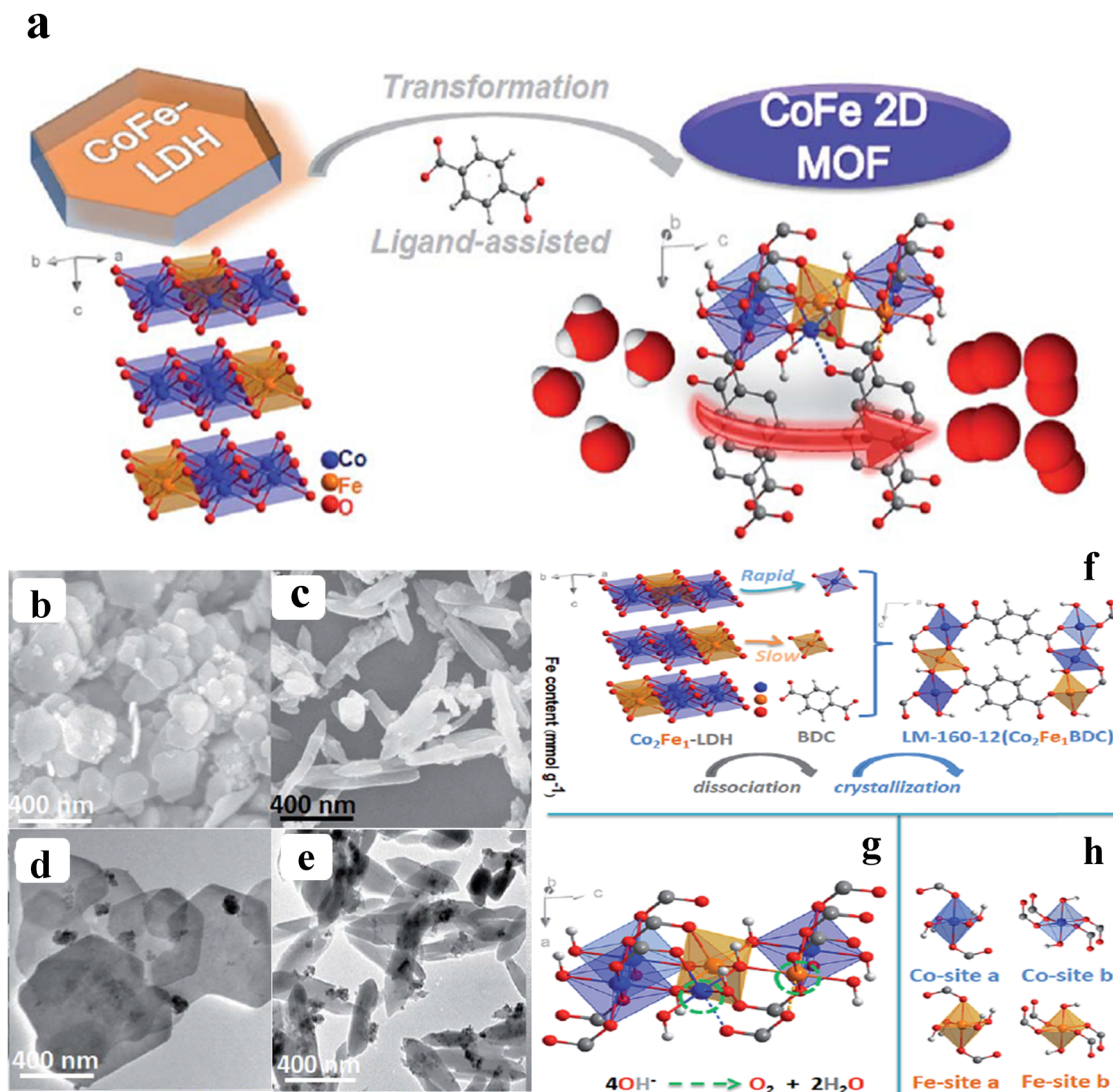 a
CoFe-
LDH
Transformation
Ligand-assisted
CoFe 2D
MOF
b
a
c
Co
Fe
O
b
c
a
b
400 nm
c
400 nm
d
400 nm
e
400 nm
f
b
a
c
Rapid
Slow
Fe content (mmol g⁻¹)
Co₂Fe₁-LDH
BDC
LM-160-12(Co₂Fe₁BDC)
a
c
dissociation
crystallization
g
b
c
a
4OH⁻ ----> O₂ + 2H₂O
h
Co-site a
Co-site b
Fe-site a
Fe-site b